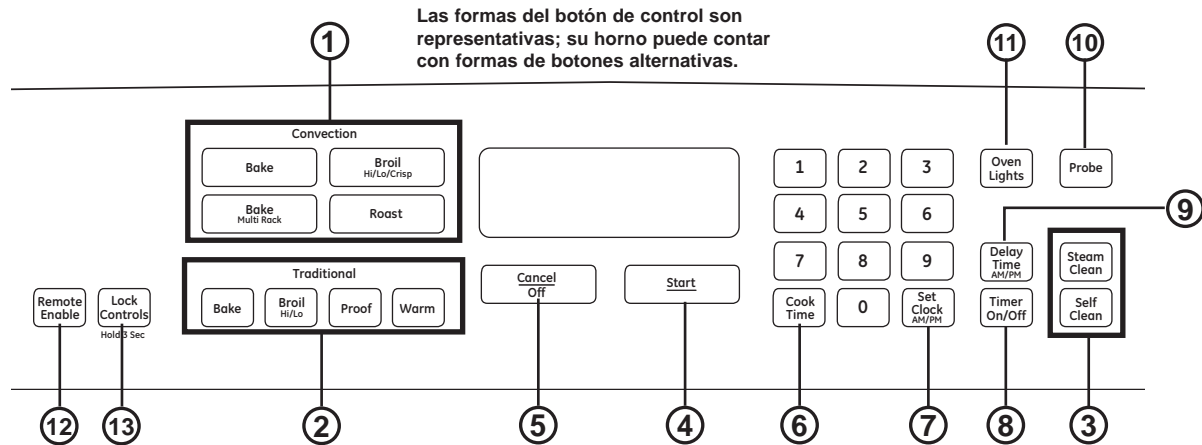 Las formas del botón de control son
representativas; su horno puede contar
con formas de botones alternativas.
1
11
10
Convection
Bake
Broil
Hi/Lo/Crisp
Bake
Multi Rack
Roast
1 2 3
4 5 6
7 8 9
0
Oven
Lights
Probe
9
Traditional
Bake
Broil
Hi/Lo
Proof
Warm
Cancel
Off
Start
Cook
Time
Set
Clock
AM/PM
Delay
Time
AM/PM
Timer
On/Off
Steam
Clean
Self
Clean
Remote
Enable
Lock
Controls
Hold 3 Sec
12
13
2
5
4
6
7
8
3